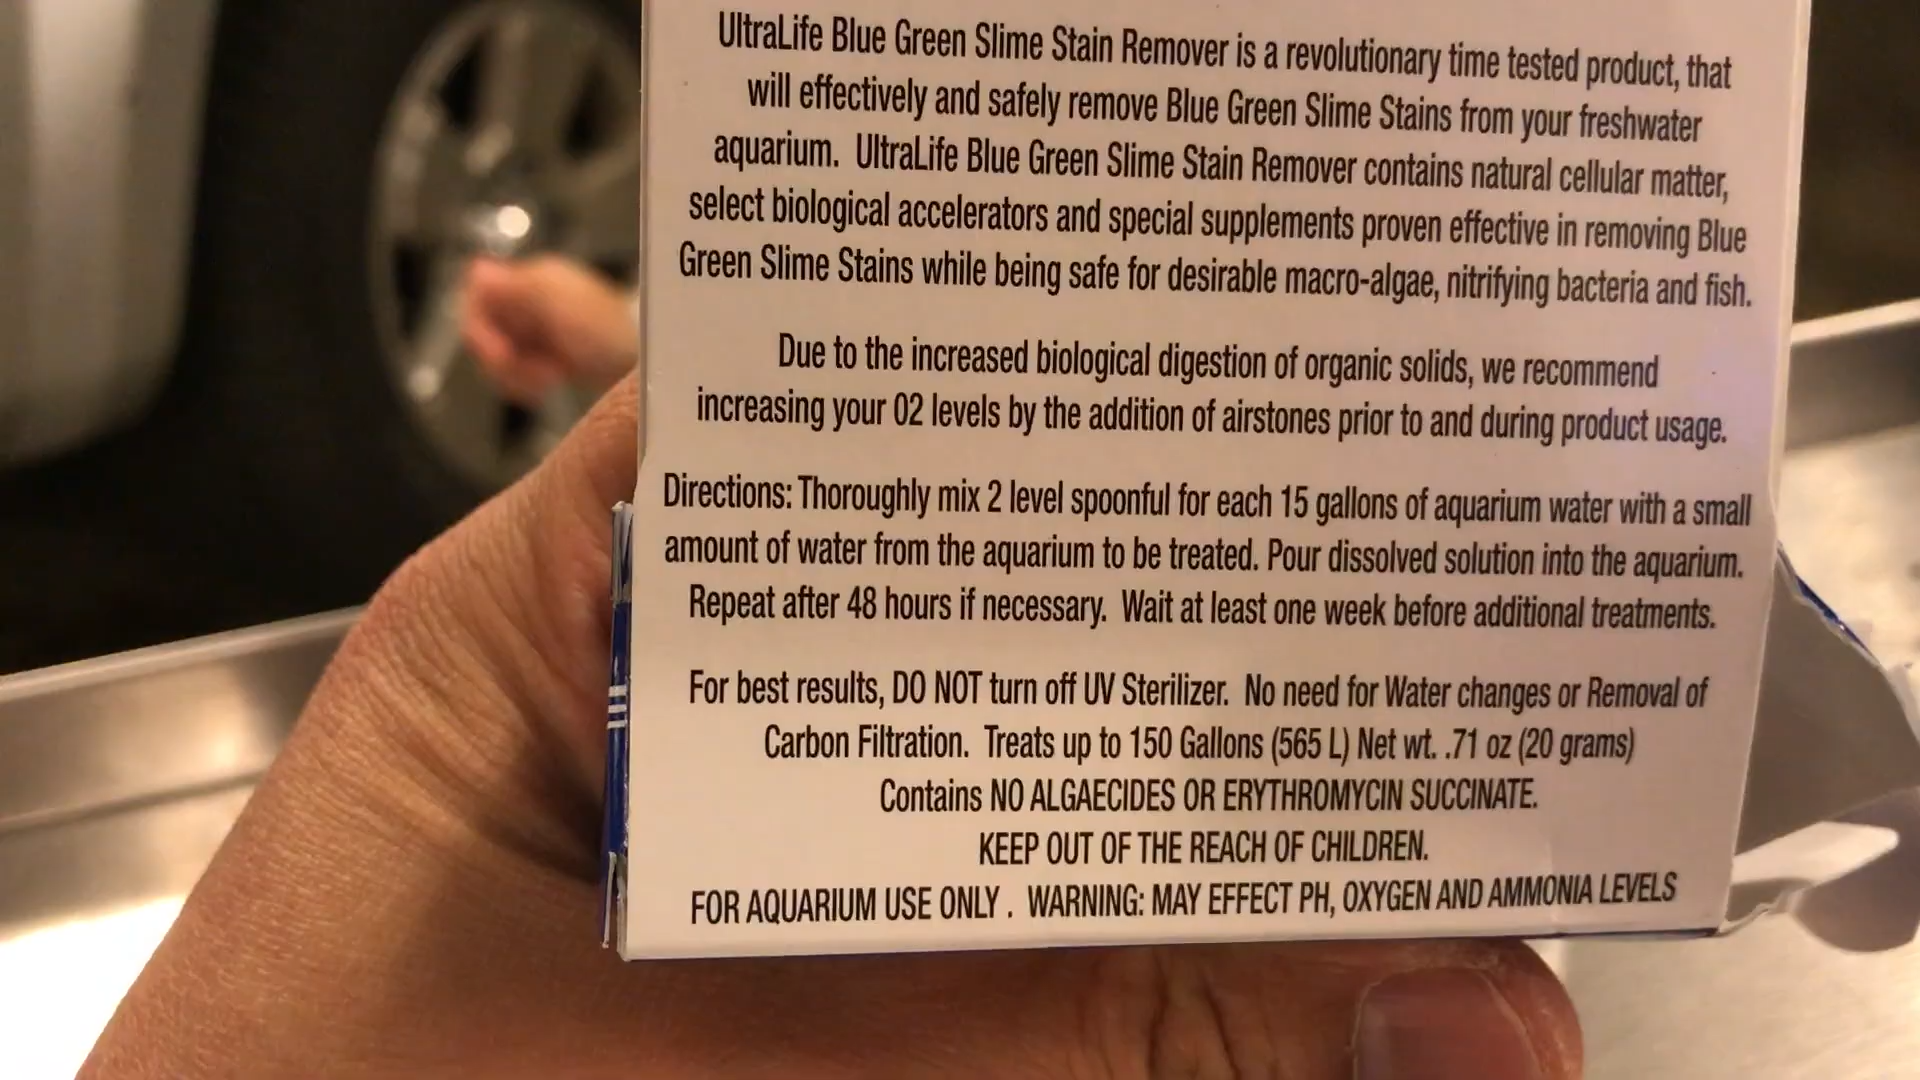 UltraLife Blue Green Slime Stain Remover is a revolutionary time tested product, that
will effectively and safely remove Blue Green Slime Stains from your freshwater
aquarium. UltraLife Blue Green Slime Stain Remover contains natural cellular matter,
select biological accelerators and special supplements proven effective in removing Blue
Green Slime Stains while being safe for desirable macro-algae, nitrifying bacteria and fish.
Due to the increased biological digestion of organic solids, we recommend
increasing your O2 levels by the addition of airstones prior to and during product usage.
Directions: Thoroughly mix 2 level spoonful for each 15 gallons of aquarium water with a small
amount of water from the aquarium to be treated. Pour dissolved solution into the aquarium.
Repeat after 48 hours if necessary. Wait at least one week before additional treatments.
For best results, DO NOT turn off UV Sterilizer. No need for Water changes or Removal of
Carbon Filtration. Treats up to 150 Gallons (565 L) Net wt. .71 oz (20 grams)
Contains NO ALGAECIDES OR ERYTHROMYCIN SUCCINATE.
KEEP OUT OF THE REACH OF CHILDREN.
FOR AQUARIUM USE ONLY . WARNING: MAY EFFECT PH, OXYGEN AND AMMONIA LEVELS